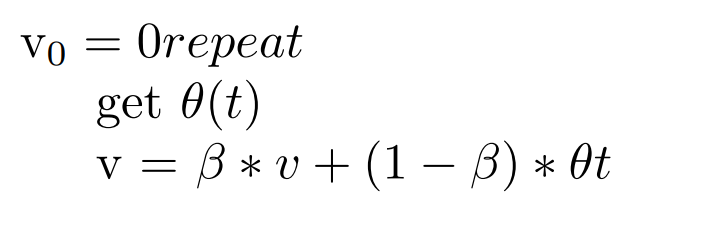 v₀ = 0repeat
get θ(t)
v = β * v + (1 − β) * θt